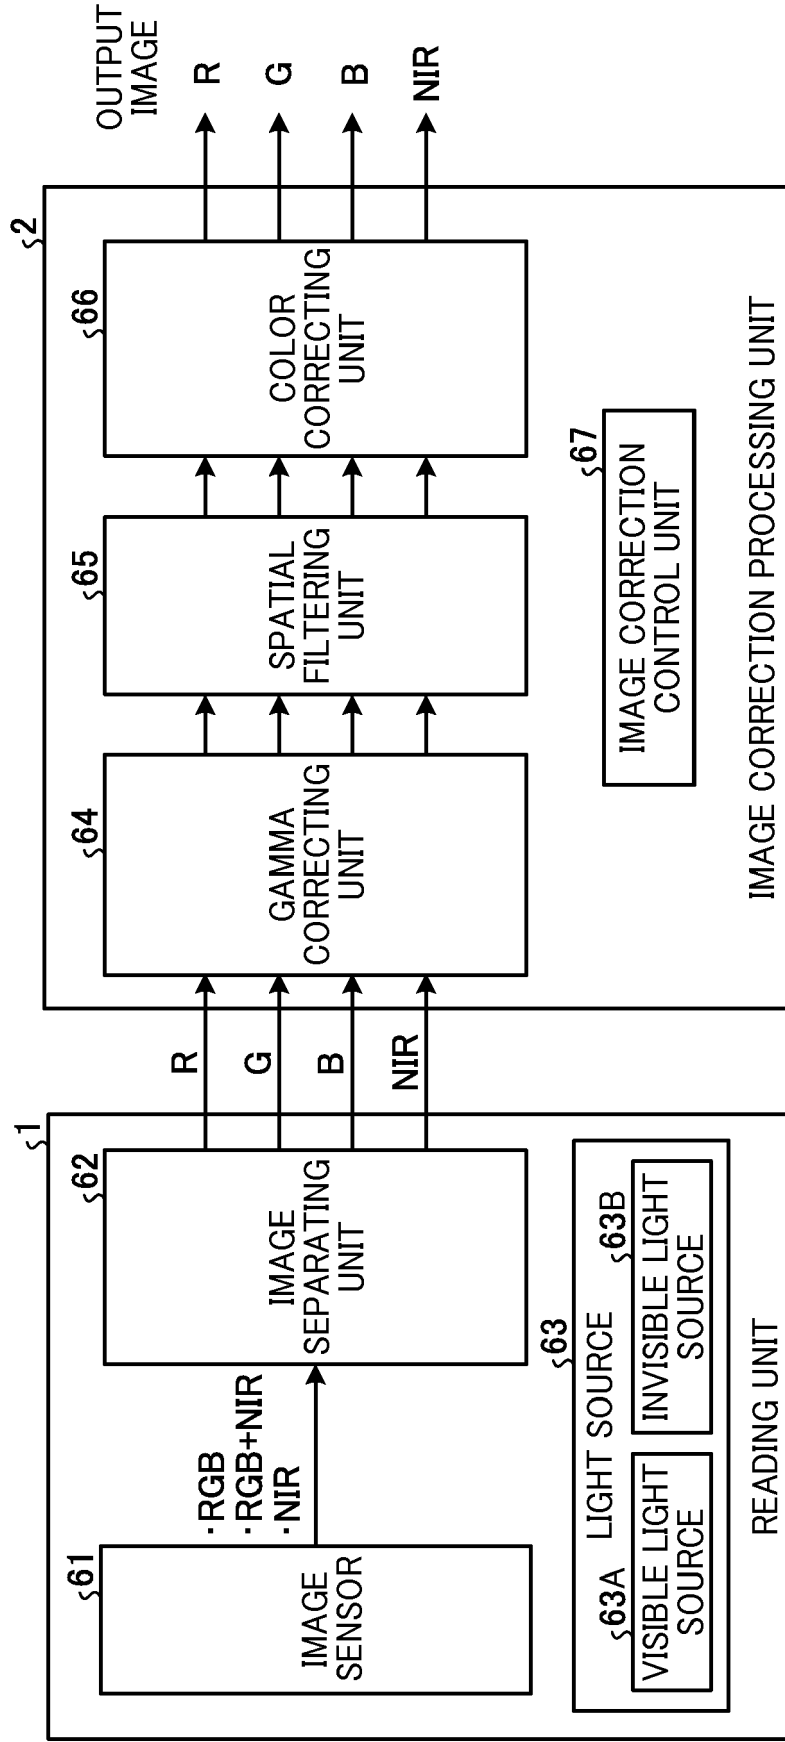 1
61
IMAGE
SENSOR
·RGB
·RGB+NIR
·NIR
62
IMAGE
SEPARATING
UNIT
63
LIGHT SOURCE
63A
VISIBLE LIGHT
SOURCE
63B
INVISIBLE LIGHT
SOURCE
READING UNIT
R
G
B
NIR
2
64
GAMMA
CORRECTING
UNIT
65
SPATIAL
FILTERING
UNIT
66
COLOR
CORRECTING
UNIT
67
IMAGE CORRECTION
CONTROL UNIT
IMAGE CORRECTION PROCESSING UNIT
OUTPUT
IMAGE
R
G
B
NIR